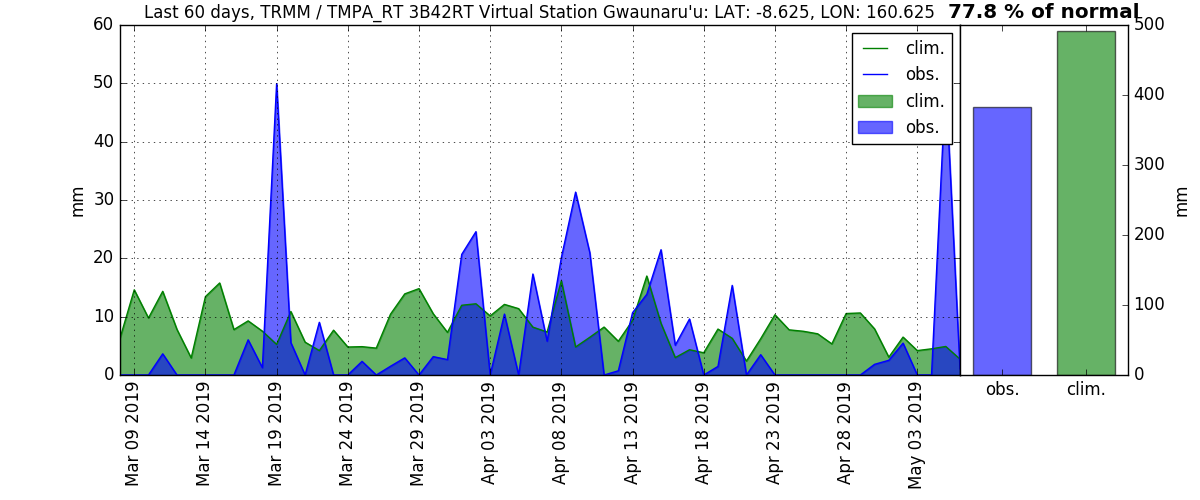 Last 60 days, TRMM / TMPA_RT 3B42RT Virtual Station Gwaunaru'u: LAT: -8.625, LON: 160.625
77.8 % of normal
60
50
40
30
20
10
0
mm
clim.
obs.
clim.
obs.
500
400
300
200
100
0
mm
obs.
clim.
Mar 09 2019
Mar 14 2019
Mar 19 2019
Mar 24 2019
Mar 29 2019
Apr 03 2019
Apr 08 2019
Apr 13 2019
Apr 18 2019
Apr 23 2019
Apr 28 2019
May 03 2019